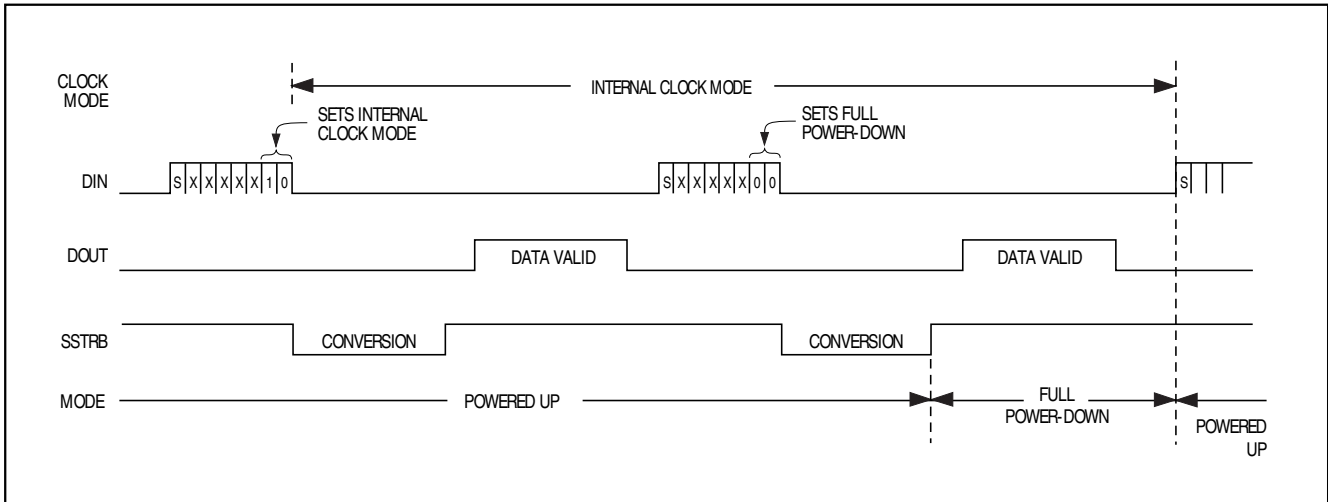 CLOCK
MODE
INTERNAL CLOCK MODE
SETS INTERNAL
CLOCK MODE
SETS FULL
POWER-DOWN
DIN
S X X X X X 1 0
S X X X X X 0 0
S
DOUT
DATA VALID
DATA VALID
SSTRB
CONVERSION
CONVERSION
MODE
POWERED UP
FULL
POWER-DOWN
POWERED
UP